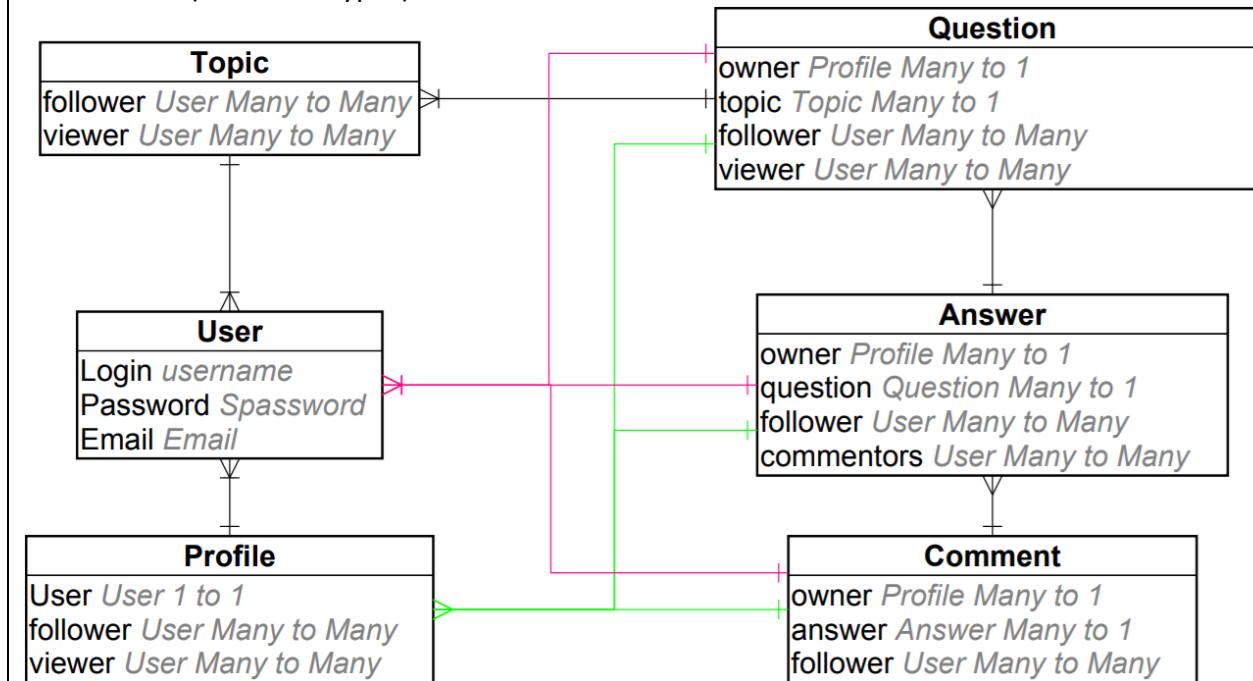 Topic
follower User Many to Many
viewer User Many to Many
Question
owner Profile Many to 1
topic Topic Many to 1
follower User Many to Many
viewer User Many to Many
User
Login username
Password Spassword
Email Email
Answer
owner Profile Many to 1
question Question Many to 1
follower User Many to Many
commentors User Many to Many
Profile
User User 1 to 1
follower User Many to Many
viewer User Many to Many
Comment
owner Profile Many to 1
answer Answer Many to 1
follower User Many to Many